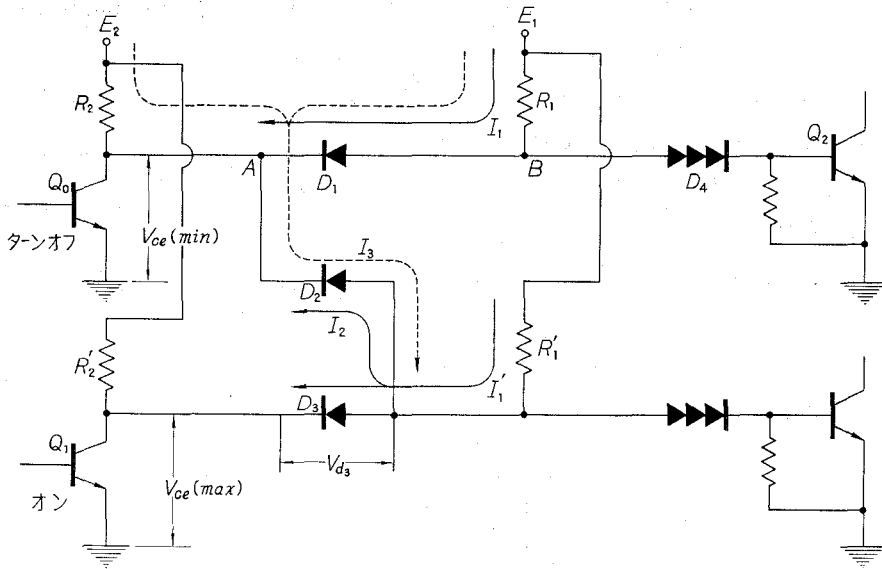 E₂
E₁
R₂
R₁
I₁
A
D₁
B
D₄
Q₂
Q₀
ターンオフ
Vce(min)
I₃
D₂
I₂
R₂′
R₁′
I₁′
D₃
Vd₃
Q₁
オン
Vce(max)